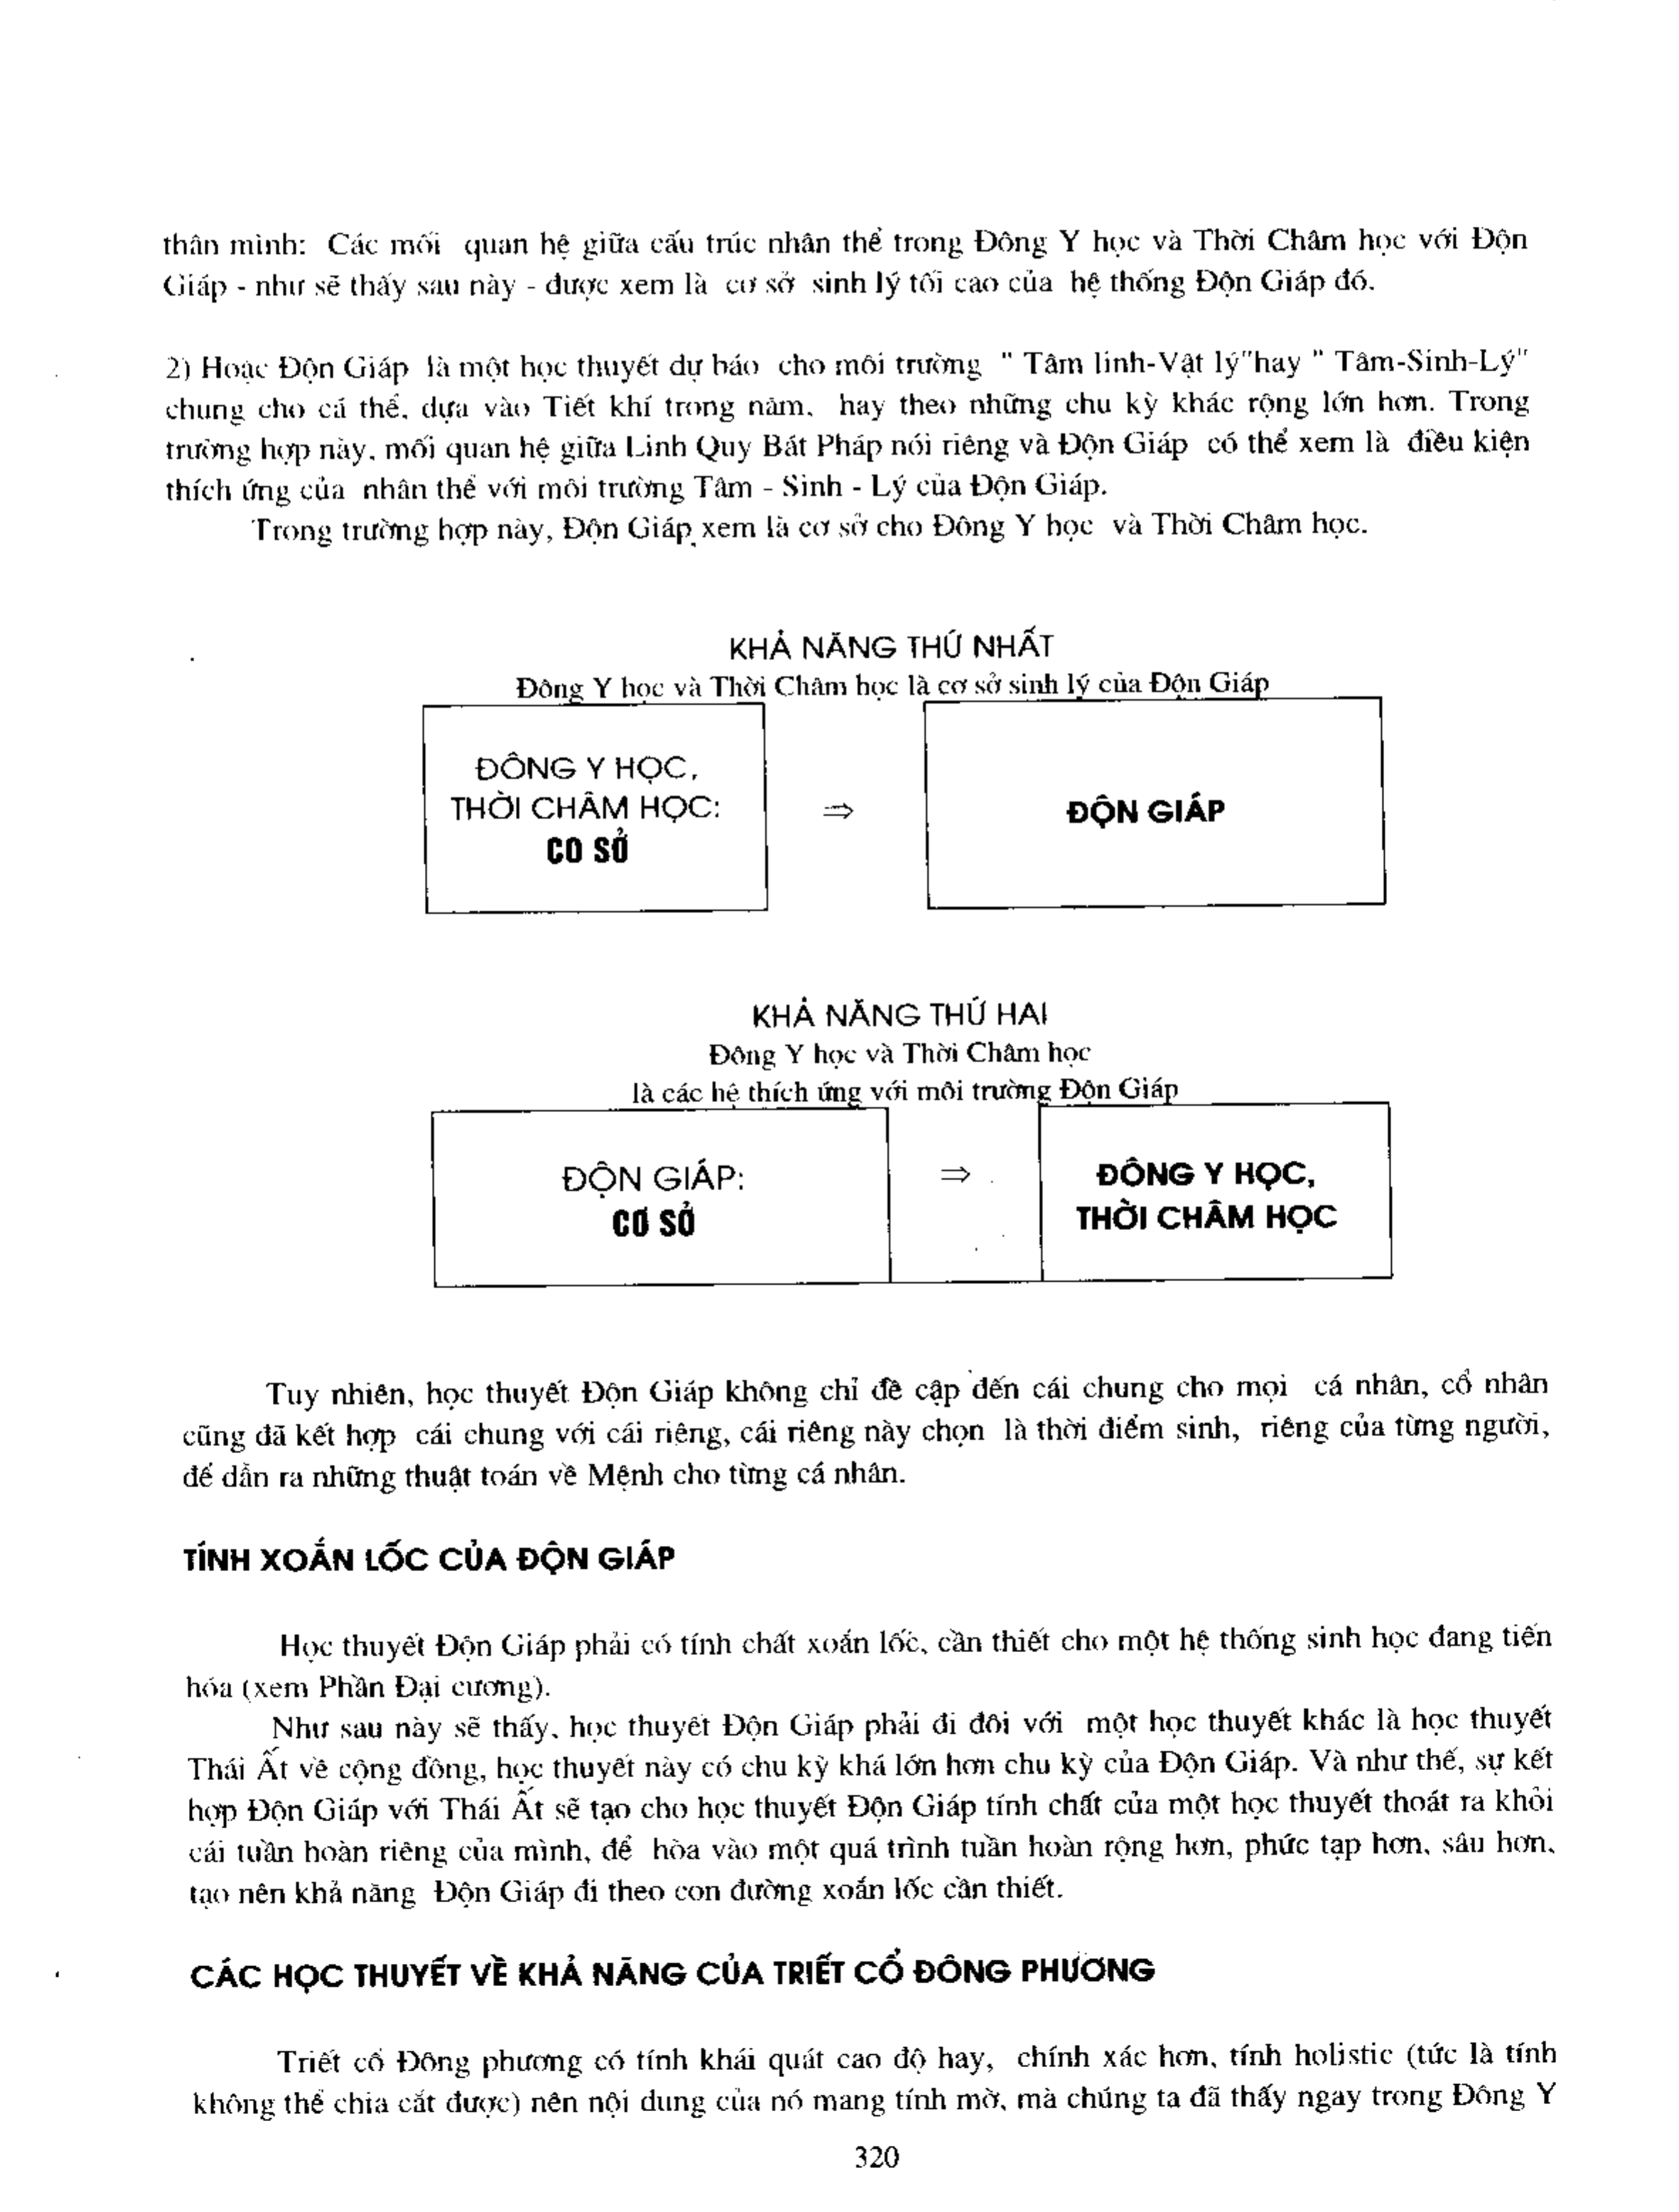 thân mình: Các mối quan hệ giữa cấu trúc nhân thể trong Đông Y học và Thời Châm học với Độn
Giáp - như sẽ thấy sau này - được xem là cơ sở sinh lý tối cao của hệ thống Độn Giáp đó.
2) Hoặc Độn Giáp là một học thuyết dự báo cho môi trường " Tâm linh-Vật lý"hay " Tâm-Sinh-Lý"
chung cho cá thể, dựa vào Tiết khí trong năm, hay theo những chu kỳ khác rộng lớn hơn. Trong
trường hợp này, mối quan hệ giữa Linh Quy Bát Pháp nói riêng và Độn Giáp có thể xem là điều kiện
thích ứng của nhân thể với môi trường Tâm - Sinh - Lý của Độn Giáp.
Trong trường hợp này, Độn Giáp xem là cơ sở cho Đông Y học và Thời Châm học.
KHẢ NĂNG THỨ NHẤT
Đông Y học và Thời Châm học là cơ sở sinh lý của Độn Giáp
ĐÔNG Y HỌC,
THỜI CHÂM HỌC:
CO SỞ
⇒
ĐỘN GIÁP
KHẢ NĂNG THỨ HAI
Đông Y học và Thời Châm học
là các hệ thích ứng với môi trường Độn Giáp
ĐỘN GIÁP:
CƠ SỞ
⇒
ĐÔNG Y HỌC,
THỜI CHÂM HỌC
Tuy nhiên, học thuyết Độn Giáp không chỉ đề cập đến cái chung cho mọi cá nhân, cổ nhân
cũng đã kết hợp cái chung với cái riêng, cái riêng này chọn là thời điểm sinh, riêng của từng người,
để dẫn ra những thuật toán về Mệnh cho từng cá nhân.
TÍNH XOẮN LỐC CỦA ĐỘN GIÁP
Học thuyết Độn Giáp phải có tính chất xoắn lốc, cần thiết cho một hệ thống sinh học đang tiến
hóa (xem Phần Đại cương).
Như sau này sẽ thấy, học thuyết Độn Giáp phải đi đôi với một học thuyết khác là học thuyết
Thái Ất về cộng đồng, học thuyết này có chu kỳ khá lớn hơn chu kỳ của Độn Giáp. Và như thế, sự kết
hợp Độn Giáp với Thái Ất sẽ tạo cho học thuyết Độn Giáp tính chất của một học thuyết thoát ra khỏi
cái tuần hoàn riêng của mình, để hòa vào một quá trình tuần hoàn rộng hơn, phức tạp hơn, sâu hơn,
tạo nên khả năng Độn Giáp đi theo con đường xoắn lốc cần thiết.
CÁC HỌC THUYẾT VỀ KHẢ NĂNG CỦA TRIẾT CỔ ĐÔNG PHƯƠNG
Triết cổ Đông phương có tính khái quát cao độ hay, chính xác hơn, tính holistic (tức là tính
không thể chia cắt được) nên nội dung của nó mang tính mờ, mà chúng ta đã thấy ngay trong Đông Y
320